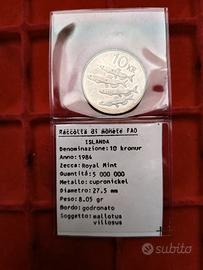 10 KR
Raccolta di monete FAO
ISLANDA
Denominazione:10 kronur
Anno:1984
Zecca:Royal Mint
Quantità:5 000 000
Metallo:cupronickel
Diametro:27.5 mm
Peso:8.05 gr
Bordo:godronato
Soggetto:mallotus
villosus
subito